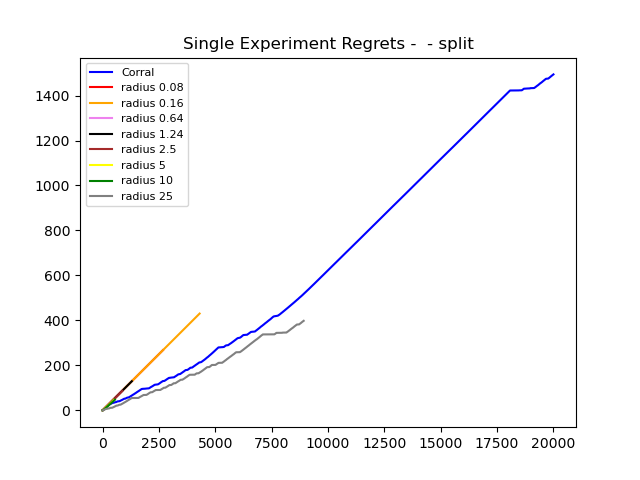 Single Experiment Regrets -  - split
Corral
radius 0.08
radius 0.16
radius 0.64
radius 1.24
radius 2.5
radius 5
radius 10
radius 25
1400
1200
1000
800
600
400
200
0
0 2500 5000 7500 10000 12500 15000 17500 20000